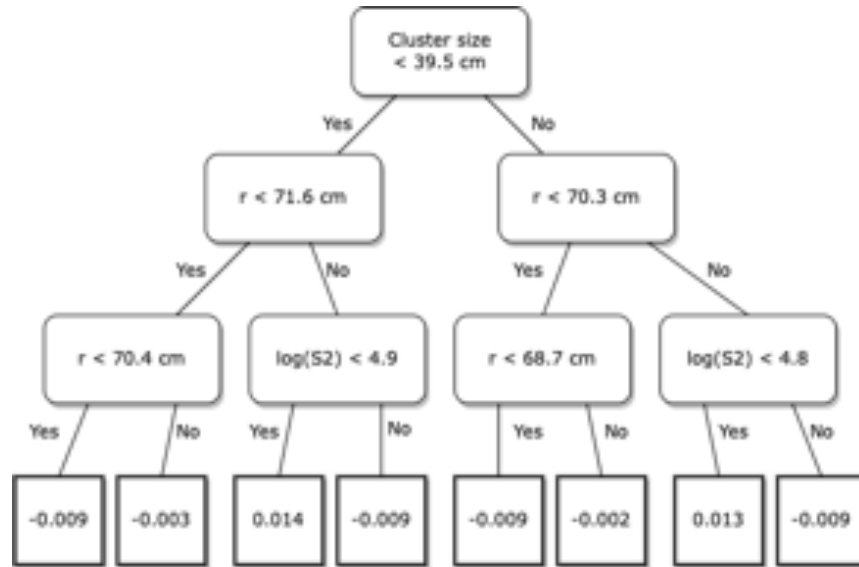 Cluster size
< 39.5 cm
Yes
No
r < 71.6 cm
r < 70.3 cm
Yes
No
Yes
No
r < 70.4 cm
log(S2) < 4.9
r < 68.7 cm
log(S2) < 4.8
Yes
No
Yes
No
Yes
No
Yes
No
-0.009
-0.003
0.014
-0.009
-0.009
-0.002
0.013
-0.009